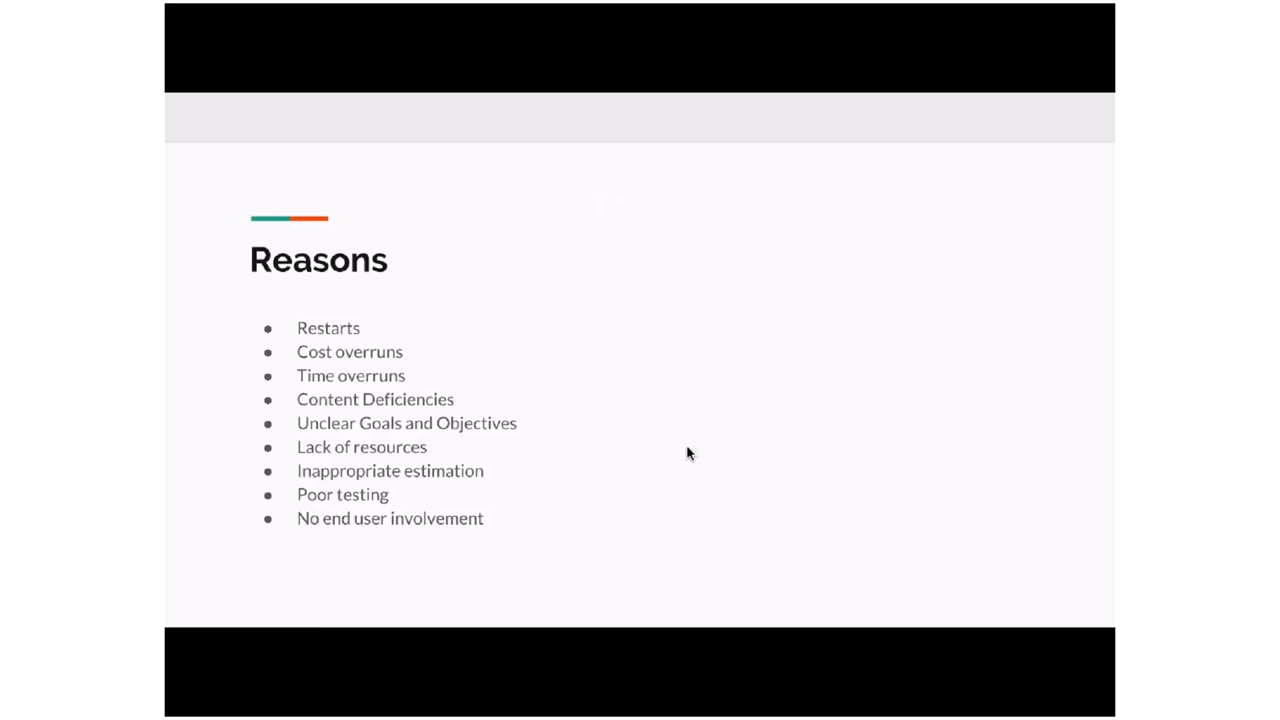 Reasons
● Restarts
● Cost overruns
● Time overruns
● Content Deficiencies
● Unclear Goals and Objectives
● Lack of resources
● Inappropriate estimation
● Poor testing
● No end user involvement